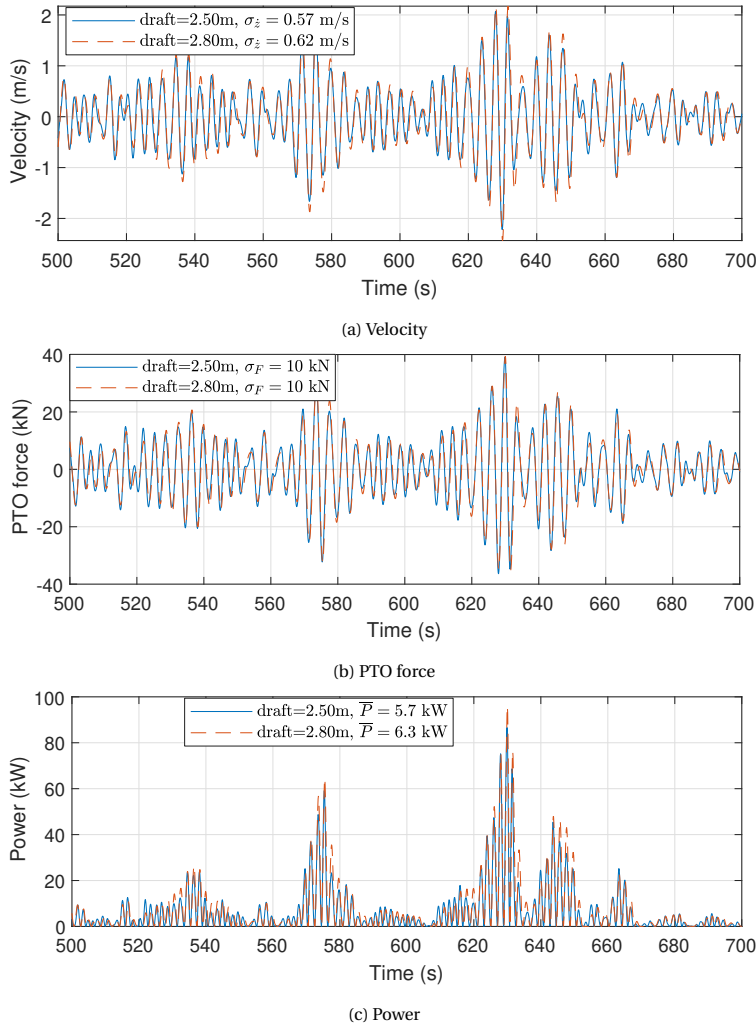 draft=2.50m, σ_ż = 0.57 m/s
draft=2.80m, σ_ż = 0.62 m/s
Velocity (m/s)
2
1
0
-1
-2
500 520 540 560 580 600 620 640 660 680 700
Time (s)
(a) Velocity
draft=2.50m, σ_F = 10 kN
draft=2.80m, σ_F = 10 kN
PTO force (kN)
40
20
0
-20
-40
500 520 540 560 580 600 620 640 660 680 700
Time (s)
(b) PTO force
draft=2.50m, P̅ = 5.7 kW
draft=2.80m, P̅ = 6.3 kW
Power (kW)
100
80
60
40
20
0
500 520 540 560 580 600 620 640 660 680 700
Time (s)
(c) Power